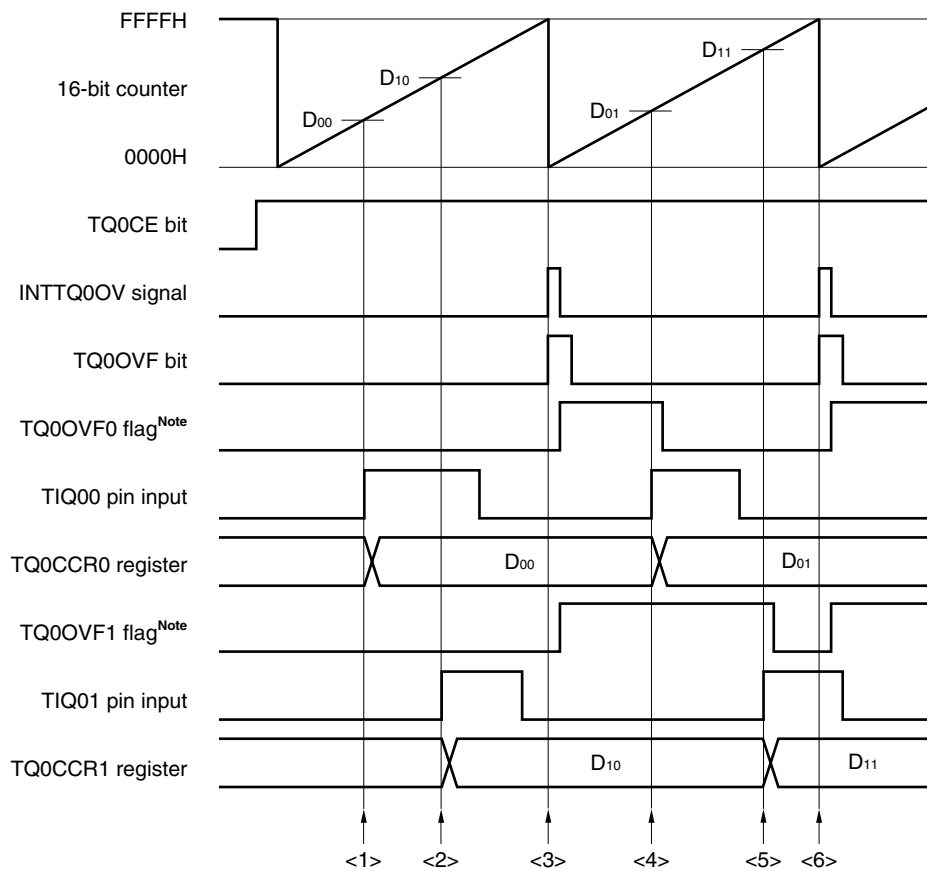 FFFFH
D11
D10
16-bit counter
D01
D00
0000H
TQ0CE bit
INTTQ0OV signal
TQ0OVF bit
TQ0OVF0 flagNote
TIQ00 pin input
TQ0CCR0 register D00 D01
TQ0OVF1 flagNote
TIQ01 pin input
TQ0CCR1 register D10 D11
<1> <2> <3> <4> <5> <6>